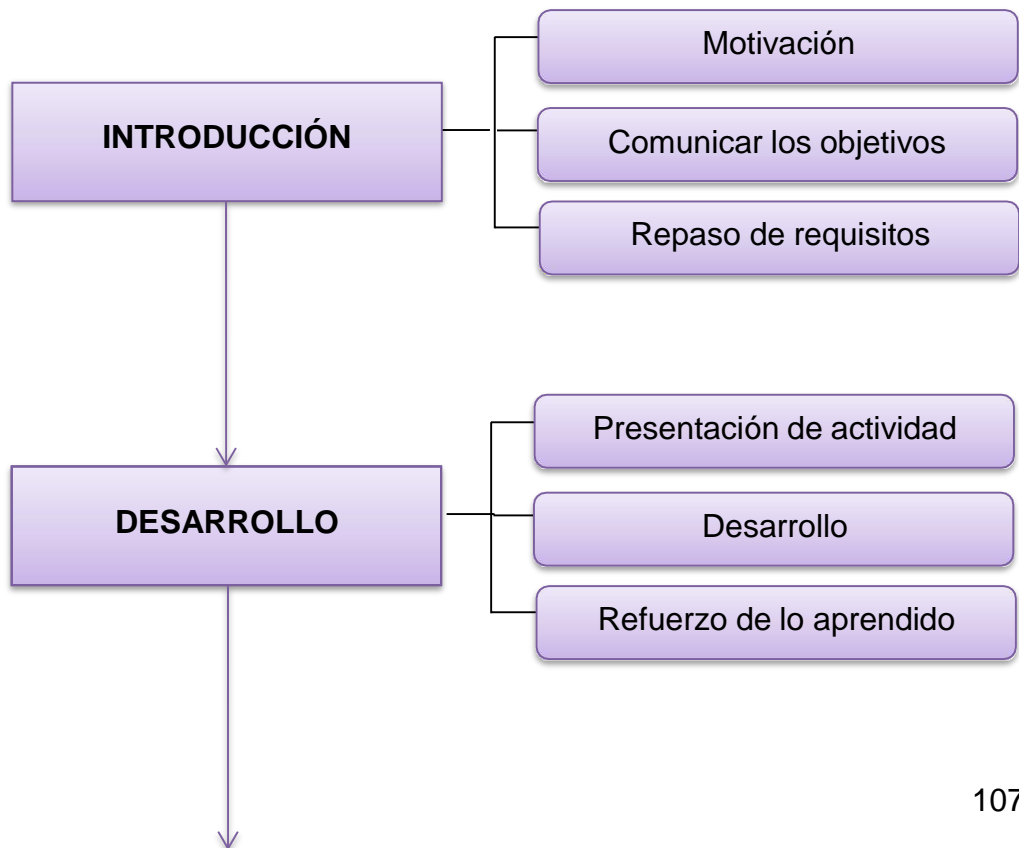 INTRODUCCIÓN
Motivación
Comunicar los objetivos
Repaso de requisitos
DESARROLLO
Presentación de actividad
Desarrollo
Refuerzo de lo aprendido
107